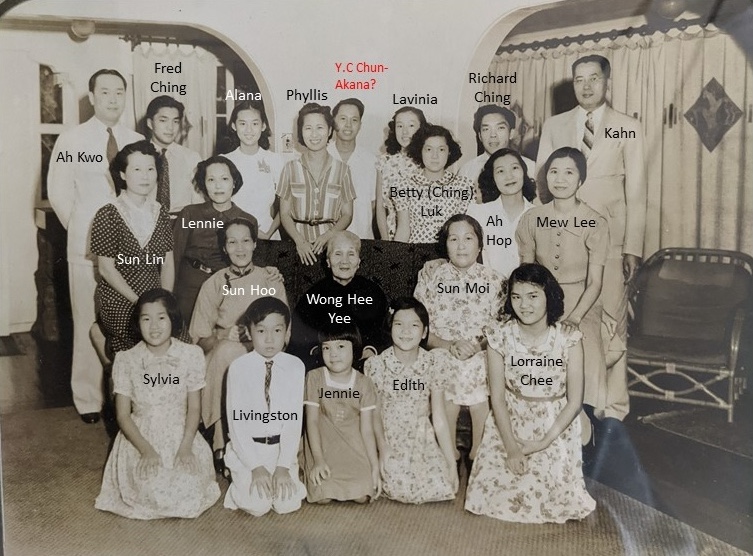 Fred
Ching
Alana
Phyllis
Y.C Chun-
Akana?
Lavinia
Richard
Ching
Kahn
Ah Kwo
Lennie
Betty (Ching)
Luk
Ah
Hop
Mew Lee
Sun Lin
Sun Hoo
Wong Hee
Yee
Sun Moi
Sylvia
Livingston
Jennie
Edith
Lorraine
Chee